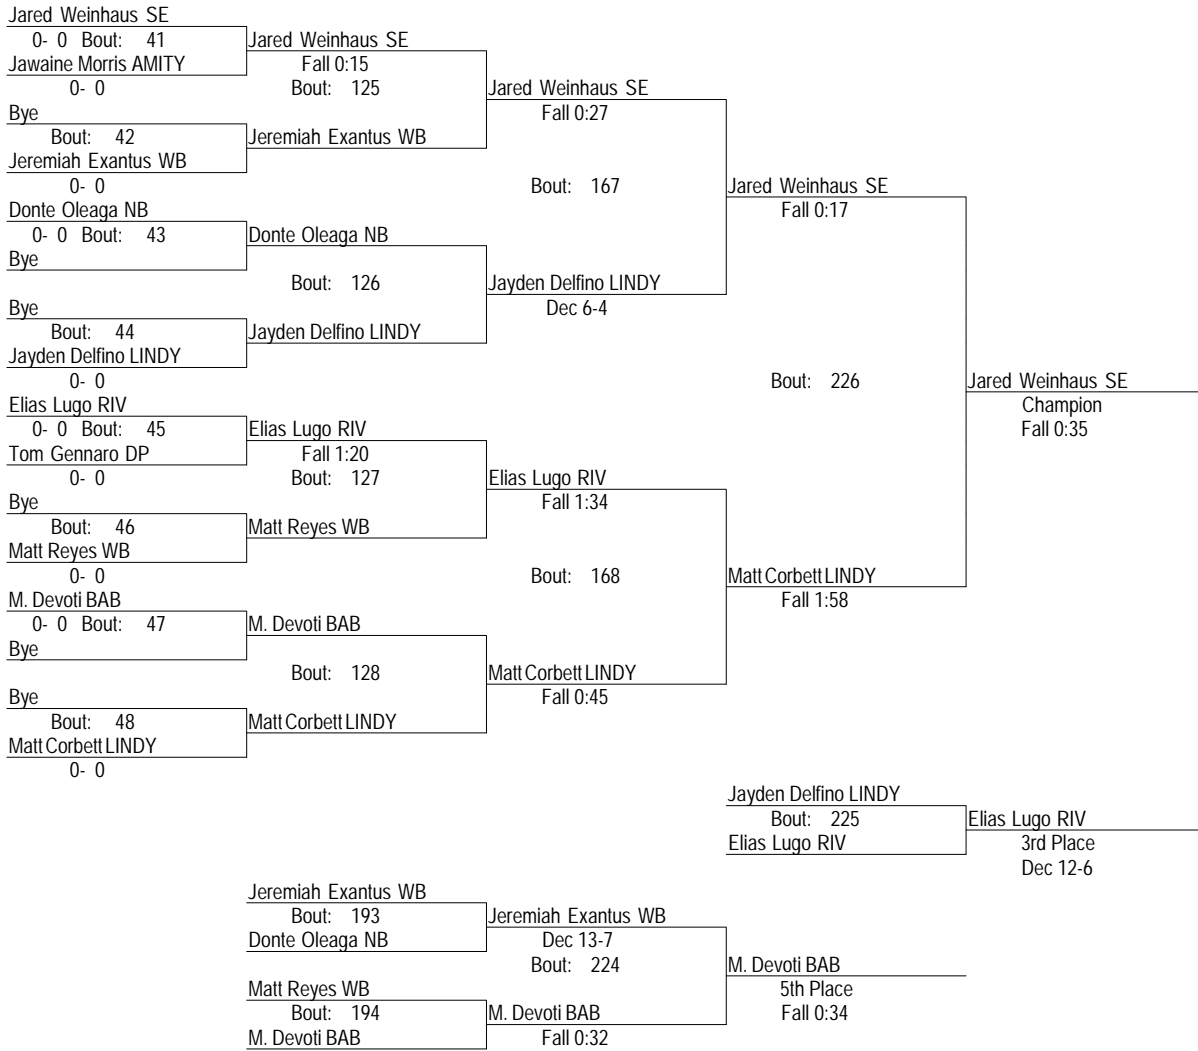 Jared Weinhaus SE
0- 0 Bout: 41
Jawaine Morris AMITY
0- 0
Bye
Bout: 42
Jeremiah Exantus WB
0- 0
Donte Oleaga NB
0- 0 Bout: 43
Bye
Bye
Bout: 44
Jayden Delfino LINDY
0- 0
Elias Lugo RIV
0- 0 Bout: 45
Tom Gennaro DP
0- 0
Bye
Bout: 46
Matt Reyes WB
0- 0
M. Devoti BAB
0- 0 Bout: 47
Bye
Bye
Bout: 48
Matt Corbett LINDY
0- 0
Jared Weinhaus SE
Fall 0:15
Bout: 125
Jeremiah Exantus WB
Donte Oleaga NB
Bout: 126
Jayden Delfino LINDY
Elias Lugo RIV
Fall 1:20
Bout: 127
Matt Reyes WB
M. Devoti BAB
Bout: 128
Matt Corbett LINDY
Jared Weinhaus SE
Fall 0:27
Bout: 167
Jayden Delfino LINDY
Dec 6-4
Elias Lugo RIV
Fall 1:34
Bout: 168
Matt Corbett LINDY
Fall 0:45
Jared Weinhaus SE
Fall 0:17
Bout: 226
Matt Corbett LINDY
Fall 1:58
Jared Weinhaus SE
Champion
Fall 0:35
Jayden Delfino LINDY
Bout: 225
Elias Lugo RIV
Elias Lugo RIV
3rd Place
Dec 12-6
Jeremiah Exantus WB
Bout: 193
Donte Oleaga NB
Matt Reyes WB
Bout: 194
M. Devoti BAB
Jeremiah Exantus WB
Dec 13-7
Bout: 224
M. Devoti BAB
Fall 0:32
M. Devoti BAB
5th Place
Fall 0:34